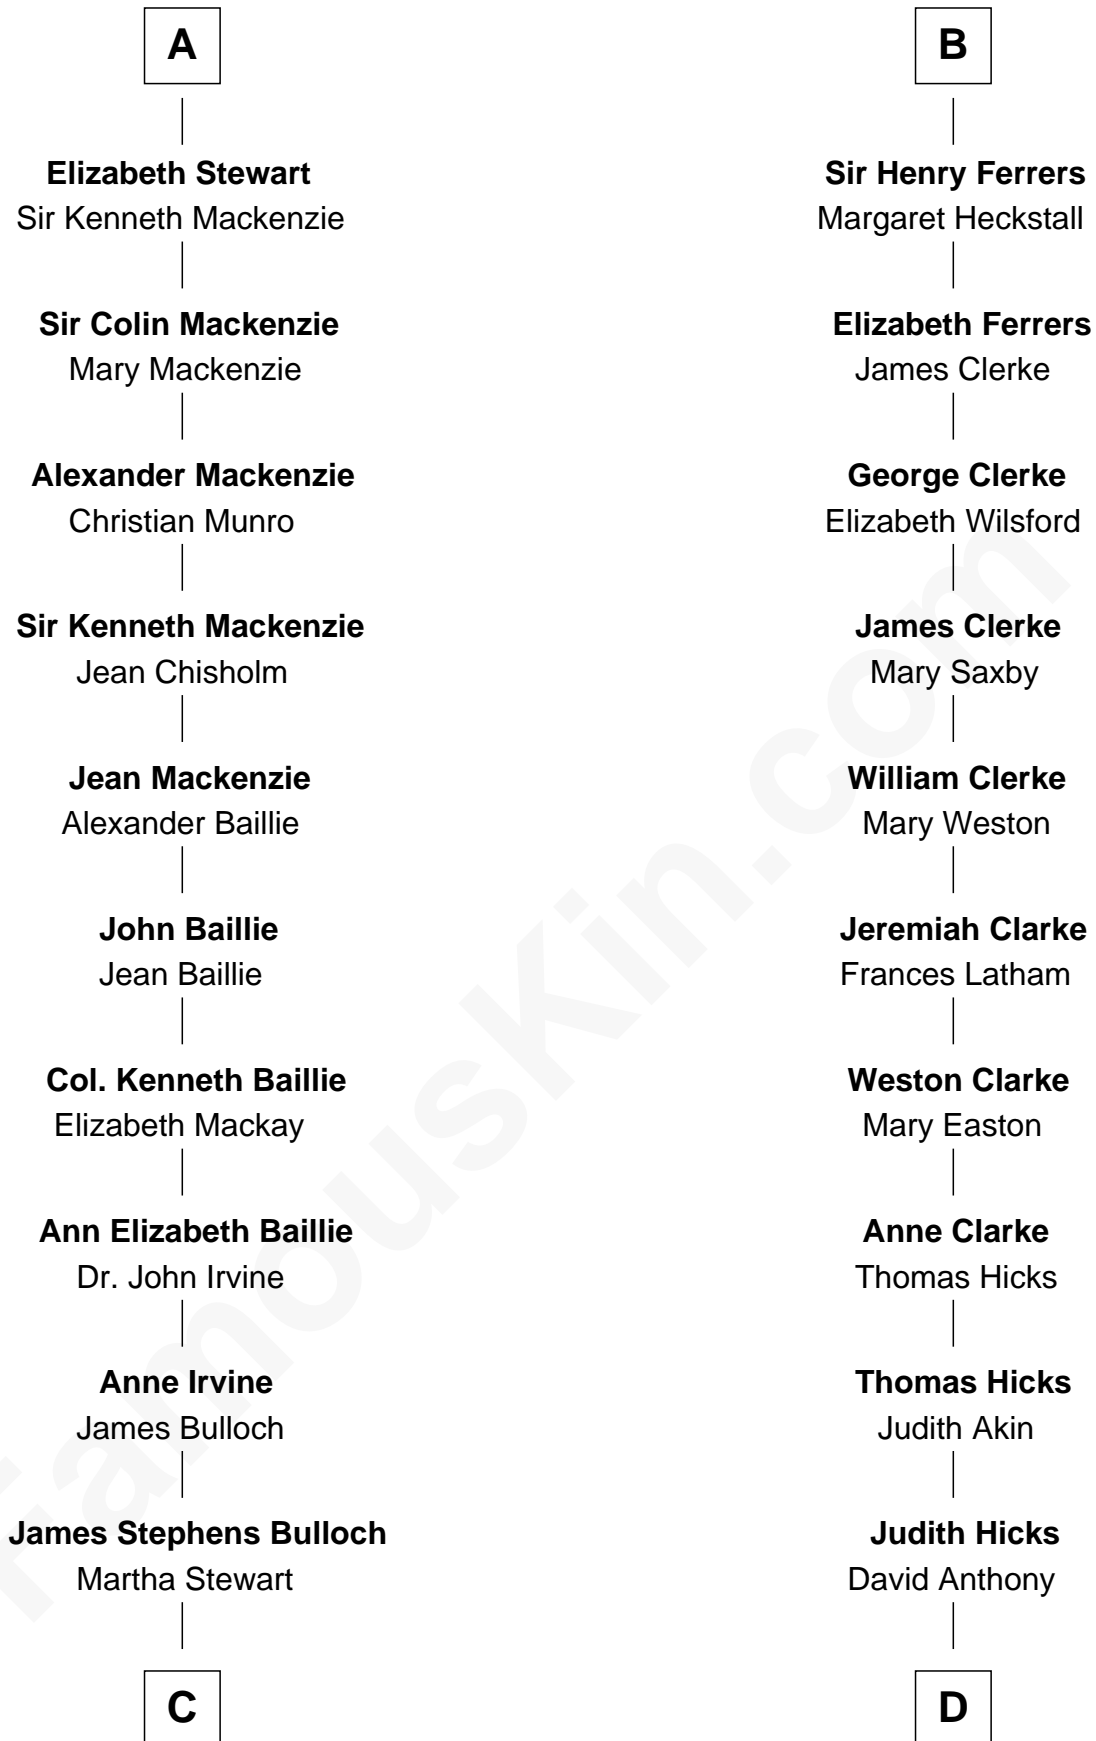 A
Elizabeth Stewart
Sir Kenneth Mackenzie
Sir Colin Mackenzie
Mary Mackenzie
Alexander Mackenzie
Christian Munro
Sir Kenneth Mackenzie
Jean Chisholm
Jean Mackenzie
Alexander Baillie
John Baillie
Jean Baillie
Col. Kenneth Baillie
Elizabeth Mackay
Ann Elizabeth Baillie
Dr. John Irvine
Anne Irvine
James Bulloch
James Stephens Bulloch
Martha Stewart
C
B
Sir Henry Ferrers
Margaret Heckstall
Elizabeth Ferrers
James Clerke
George Clerke
Elizabeth Wilsford
James Clerke
Mary Saxby
William Clerke
Mary Weston
Jeremiah Clarke
Frances Latham
Weston Clarke
Mary Easton
Anne Clarke
Thomas Hicks
Thomas Hicks
Judith Akin
Judith Hicks
David Anthony
D
FamousKin.com